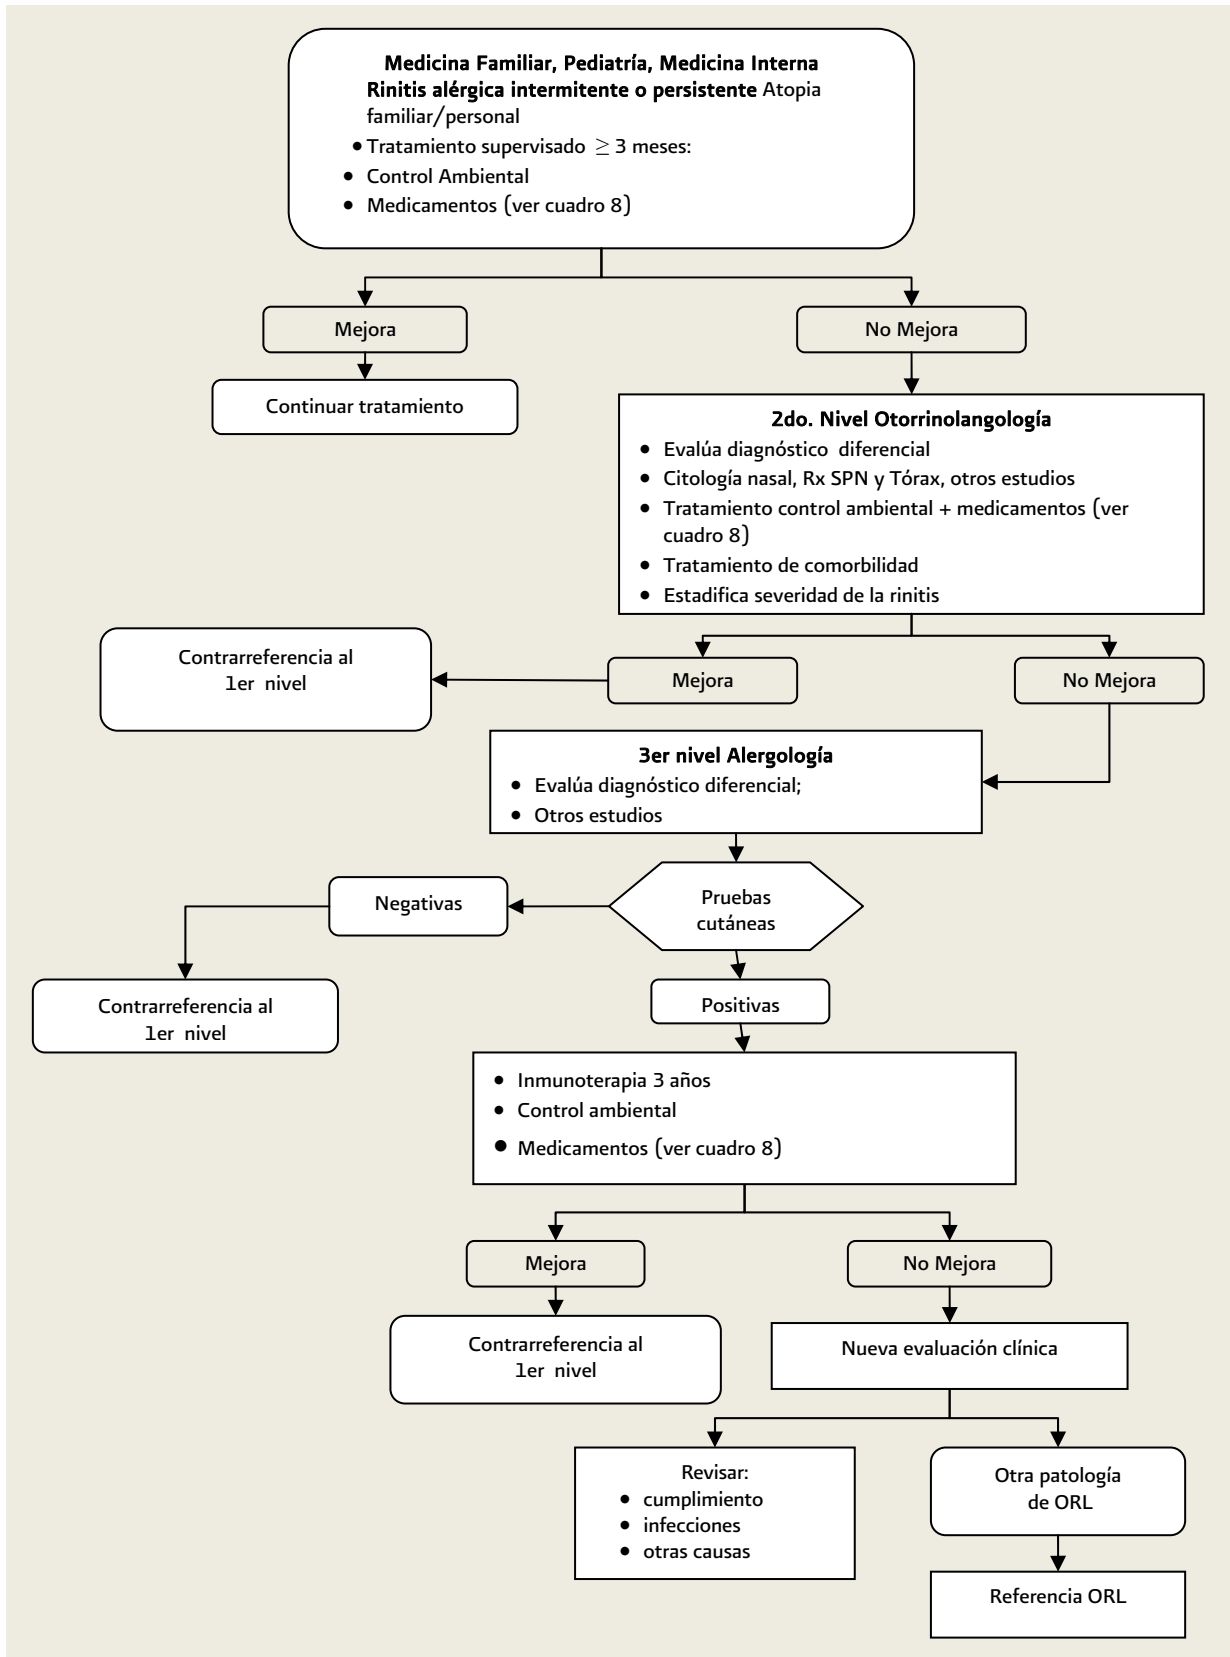 Medicina Familiar, Pediatría, Medicina Interna
Rinitis alérgica intermitente o persistente Atopia
familiar/personal
• Tratamiento supervisado ≥ 3 meses:
• Control Ambiental
• Medicamentos (ver cuadro 8)
Mejora
No Mejora
Continuar tratamiento
2do. Nivel Otorrinolangología
• Evalúa diagnóstico diferencial
• Citología nasal, Rx SPN y Tórax, otros estudios
• Tratamiento control ambiental + medicamentos (ver
cuadro 8)
• Tratamiento de comorbilidad
• Estadifica severidad de la rinitis
Contrarreferencia al
1er nivel
Mejora
No Mejora
3er nivel Alergología
• Evalúa diagnóstico diferencial;
• Otros estudios
Negativas
Pruebas
cutáneas
Contrarreferencia al
1er nivel
Positivas
• Inmunoterapia 3 años
• Control ambiental
• Medicamentos (ver cuadro 8)
Mejora
No Mejora
Contrarreferencia al
1er nivel
Nueva evaluación clínica
Revisar:
• cumplimiento
• infecciones
• otras causas
Otra patología
de ORL
Referencia ORL